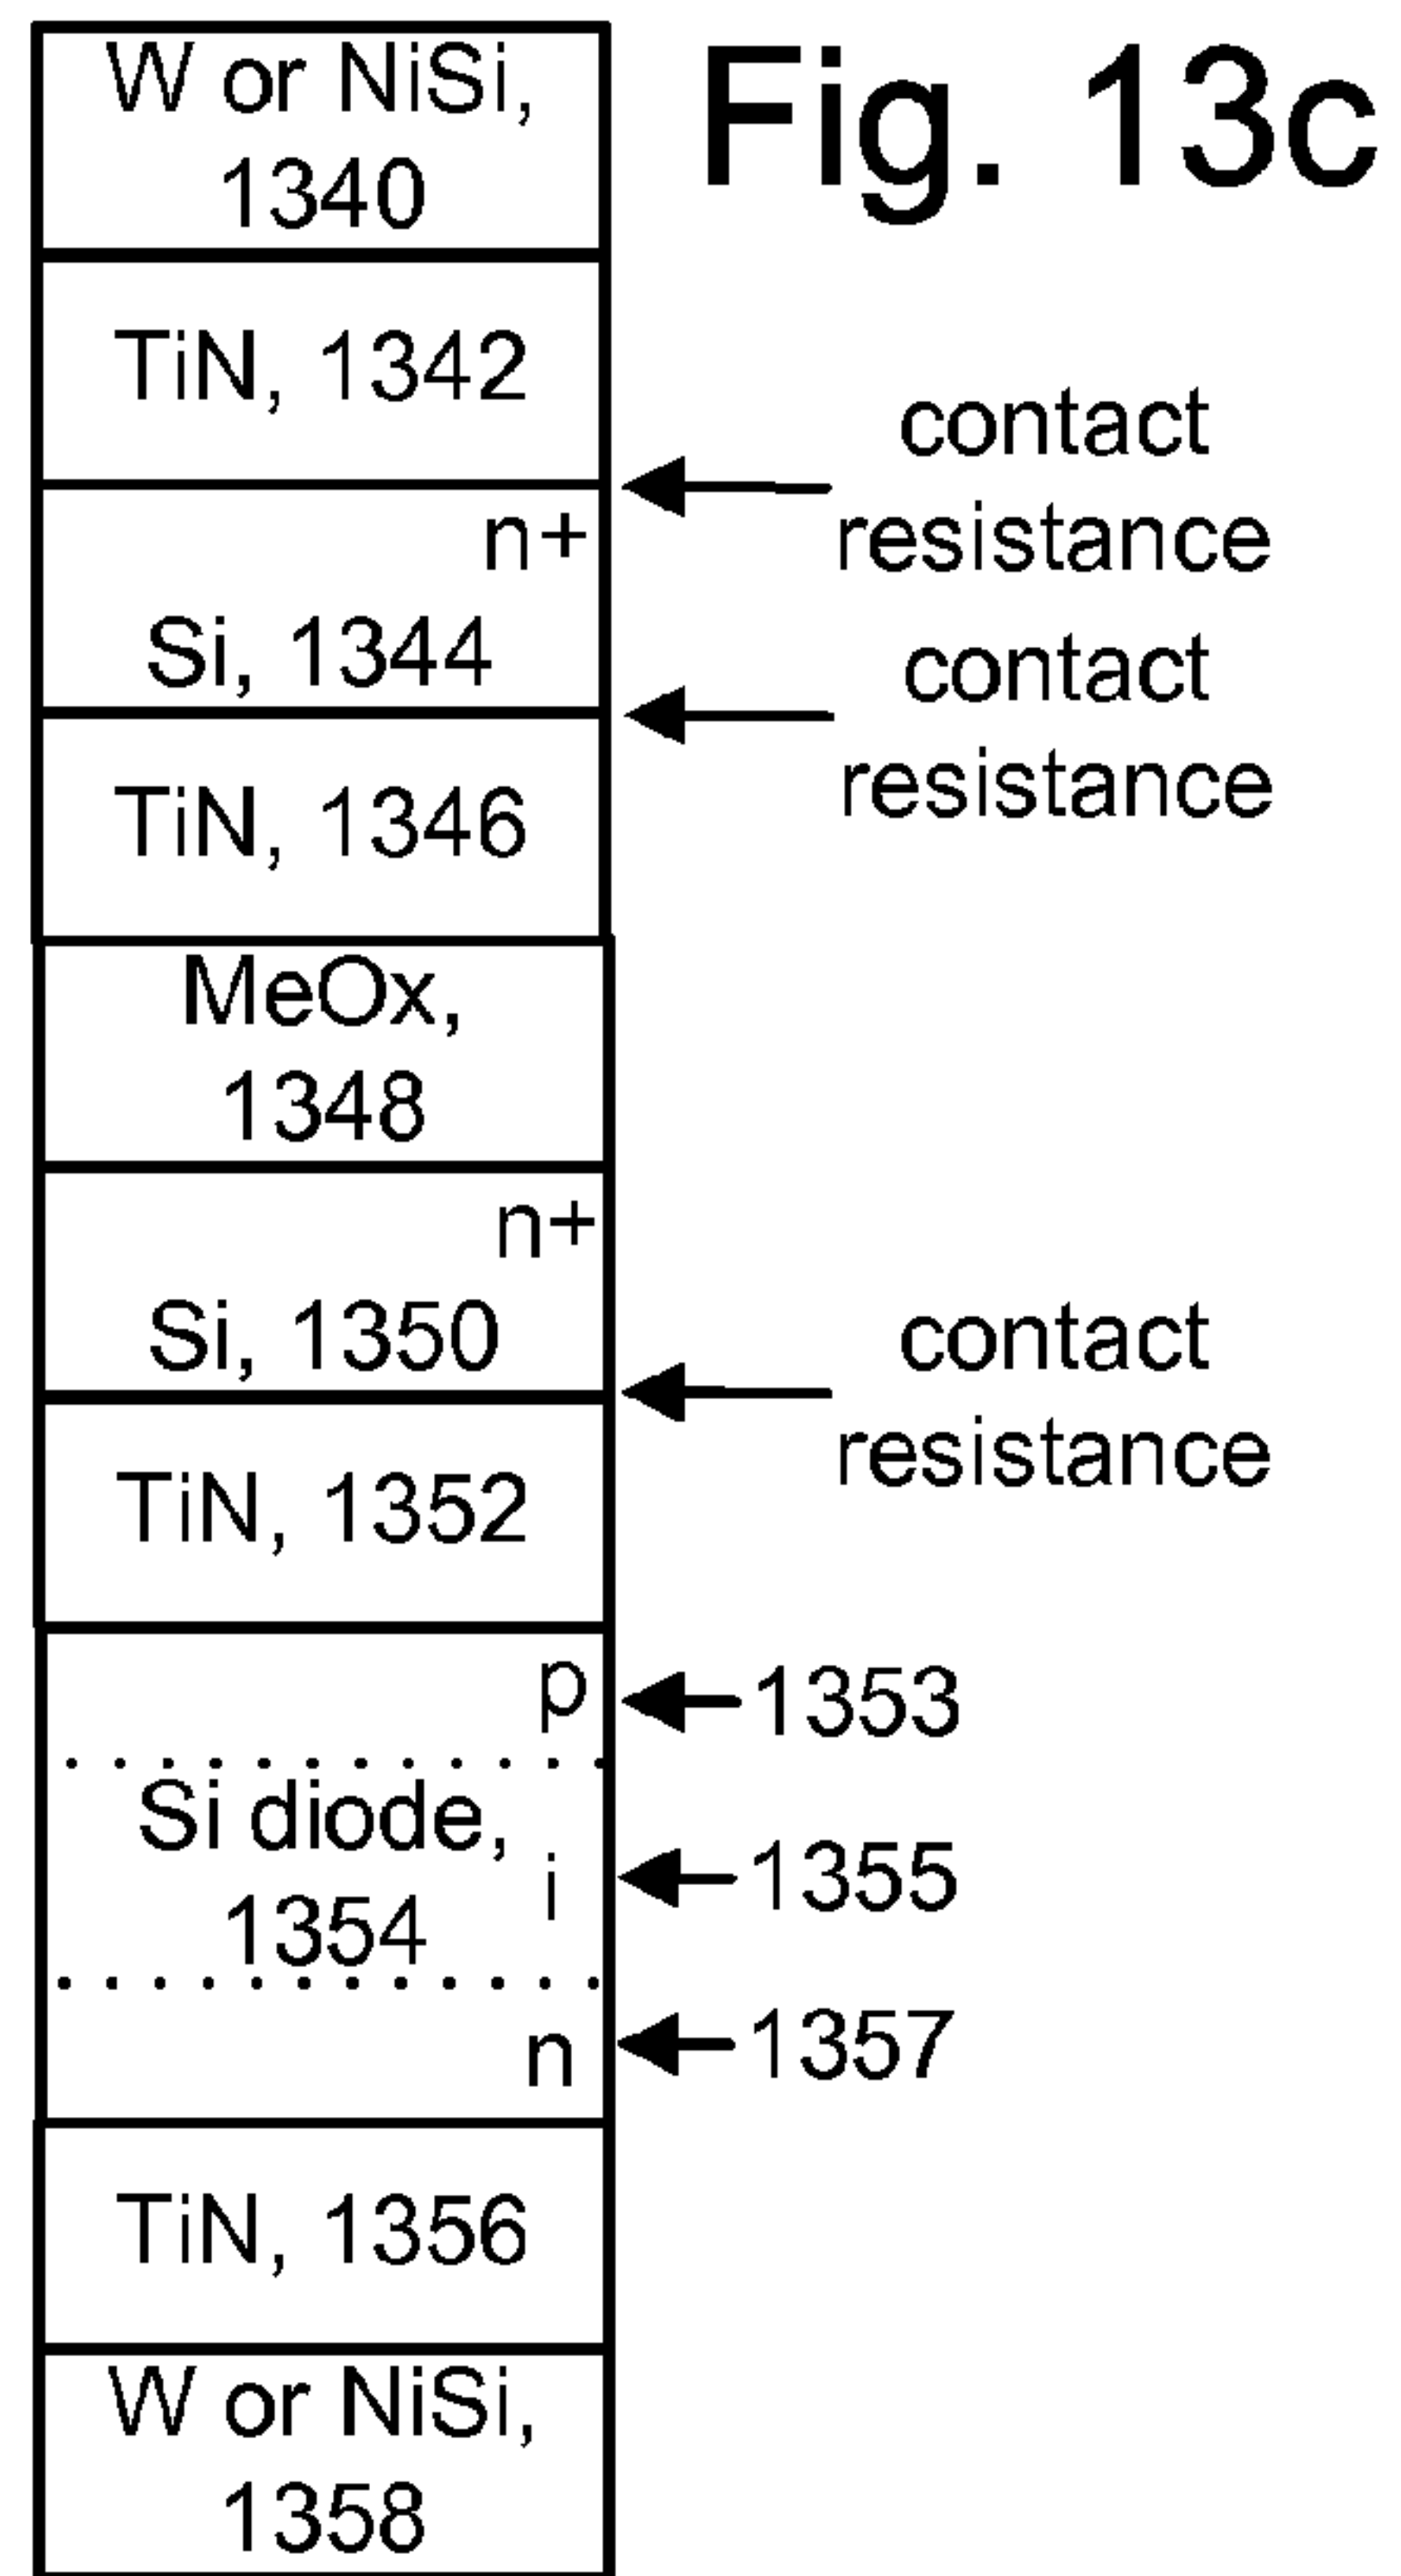 Fig. 13c
W or NiSi,
1340
TiN, 1342
contact
resistance
n+
Si, 1344
contact
resistance
TiN, 1346
MeOx,
1348
n+
Si, 1350
contact
resistance
TiN, 1352
p
1353
Si diode,
1354
i
1355
n
1357
TiN, 1356
W or NiSi,
1358